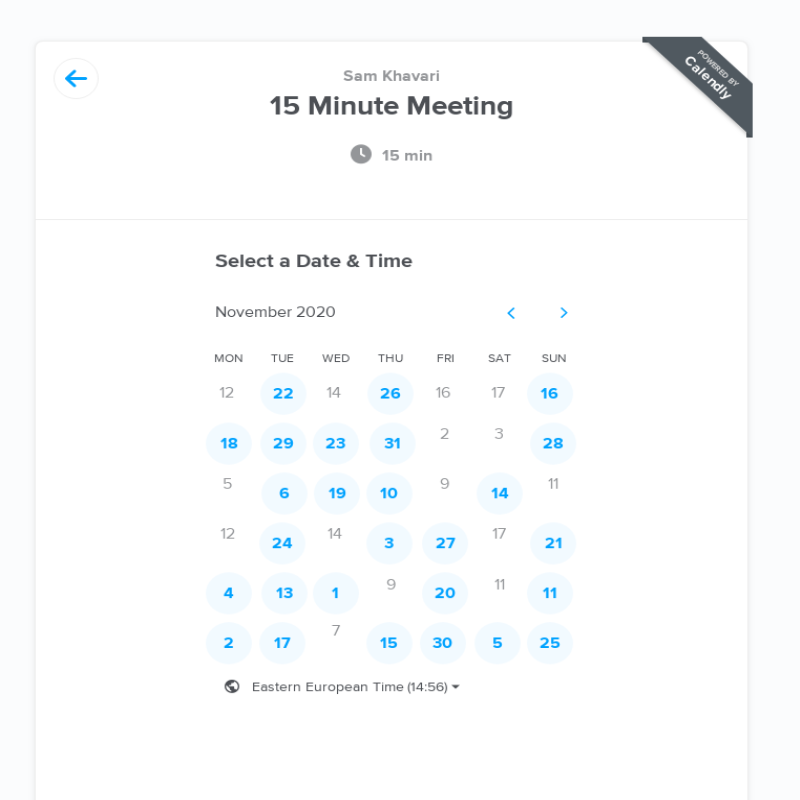 POWERED BY
Calendly
Sam Khavari
15 Minute Meeting
15 min
Select a Date & Time
November 2020
MON TUE WED THU FRI SAT SUN
12 22 14 26 16 17 16
18 29 23 31 2 3 28
5 6 19 10 9 14 11
12 24 14 3 27 17 21
4 13 1 9 20 11 11
2 17 7 15 30 5 25
Eastern European Time (14:56)